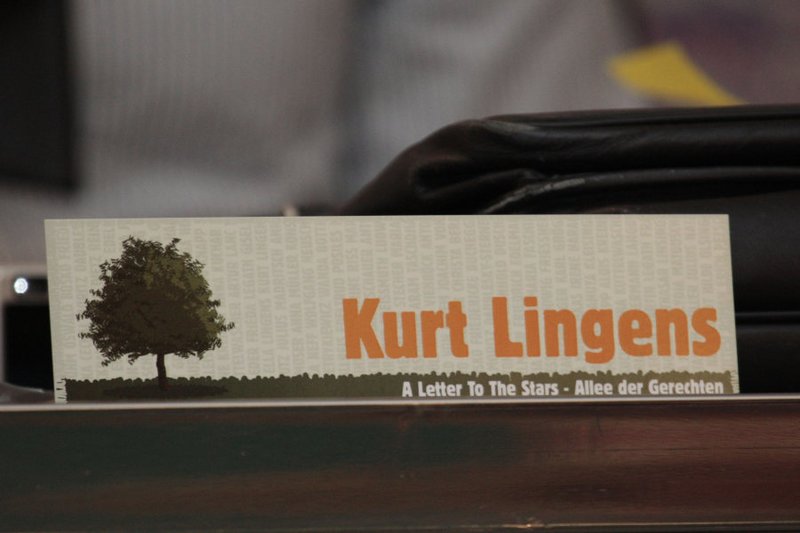 Kurt Lingens
A Letter To The Stars - Allee der Gerechten